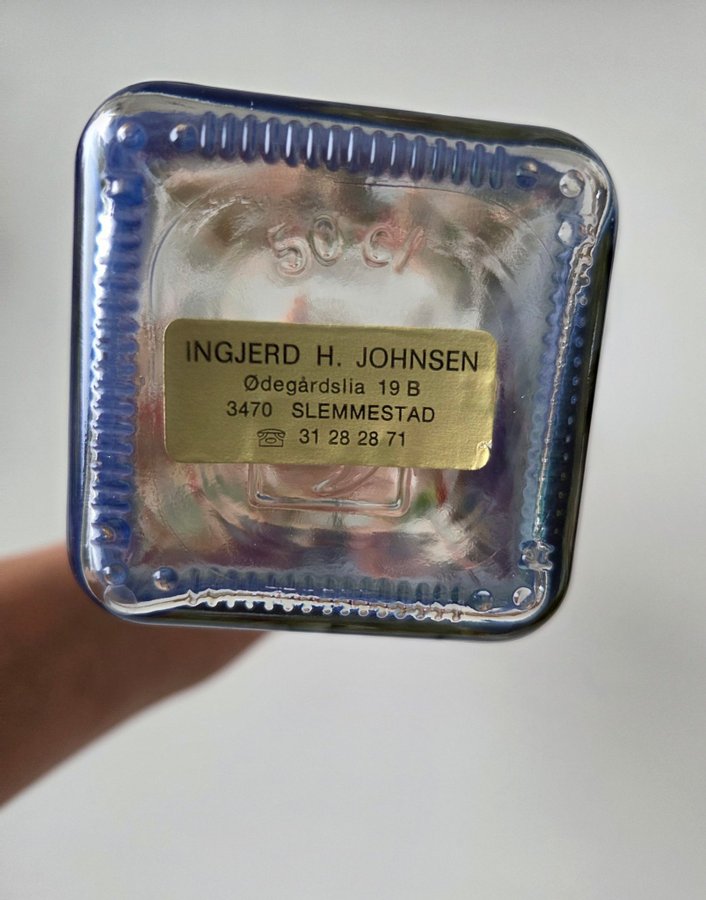 50 cl
INGJERD H. JOHNSEN
Ødegårdslia 19 B
3470 SLEMMESTAD
☏ 31 28 28 71